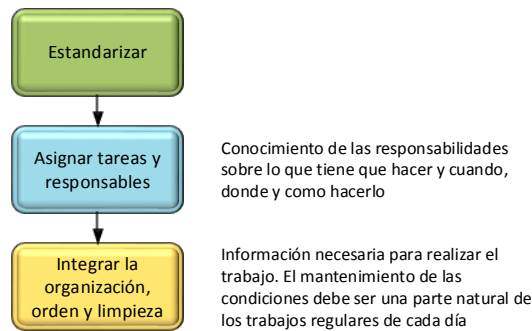 Estandarizar
Asignar tareas y
responsables
Conocimiento de las responsabilidades
sobre lo que tiene que hacer y cuando,
donde y como hacerlo
Integrar la
organización,
orden y limpieza
Información necesaria para realizar el
trabajo. El mantenimiento de las
condiciones debe ser una parte natural de
los trabajos regulares de cada día